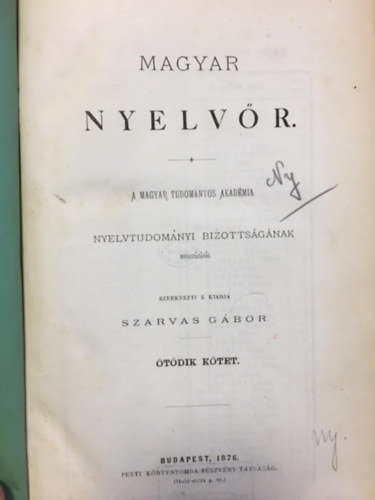 MAGYAR
NYELVŐR.
A MAGYAR TUDOMÁNYOS AKADÉMIA
Ny
NYELVTUDOMÁNYI BIZOTTSÁGÁNAK
SZERKESZTI S KIADJA
SZARVAS GÁBOR
ÖTÖDIK KÖTET.
ny.
BUDAPEST, 1876.
PESTI KÖNYVNYOMDA-RÉSZVÉNY-TÁRSASÁG.